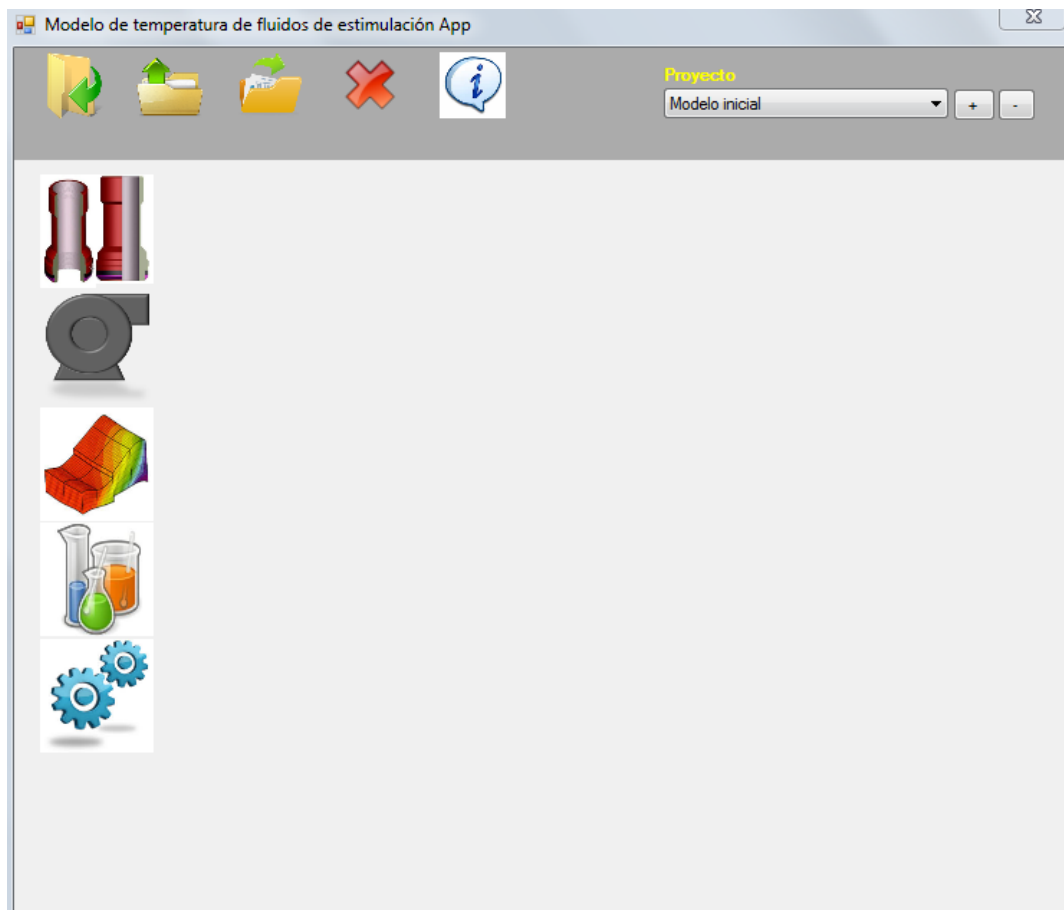 Modelo de temperatura de fluidos de estimulación App
Proyecto
Modelo inicial
+
-
i